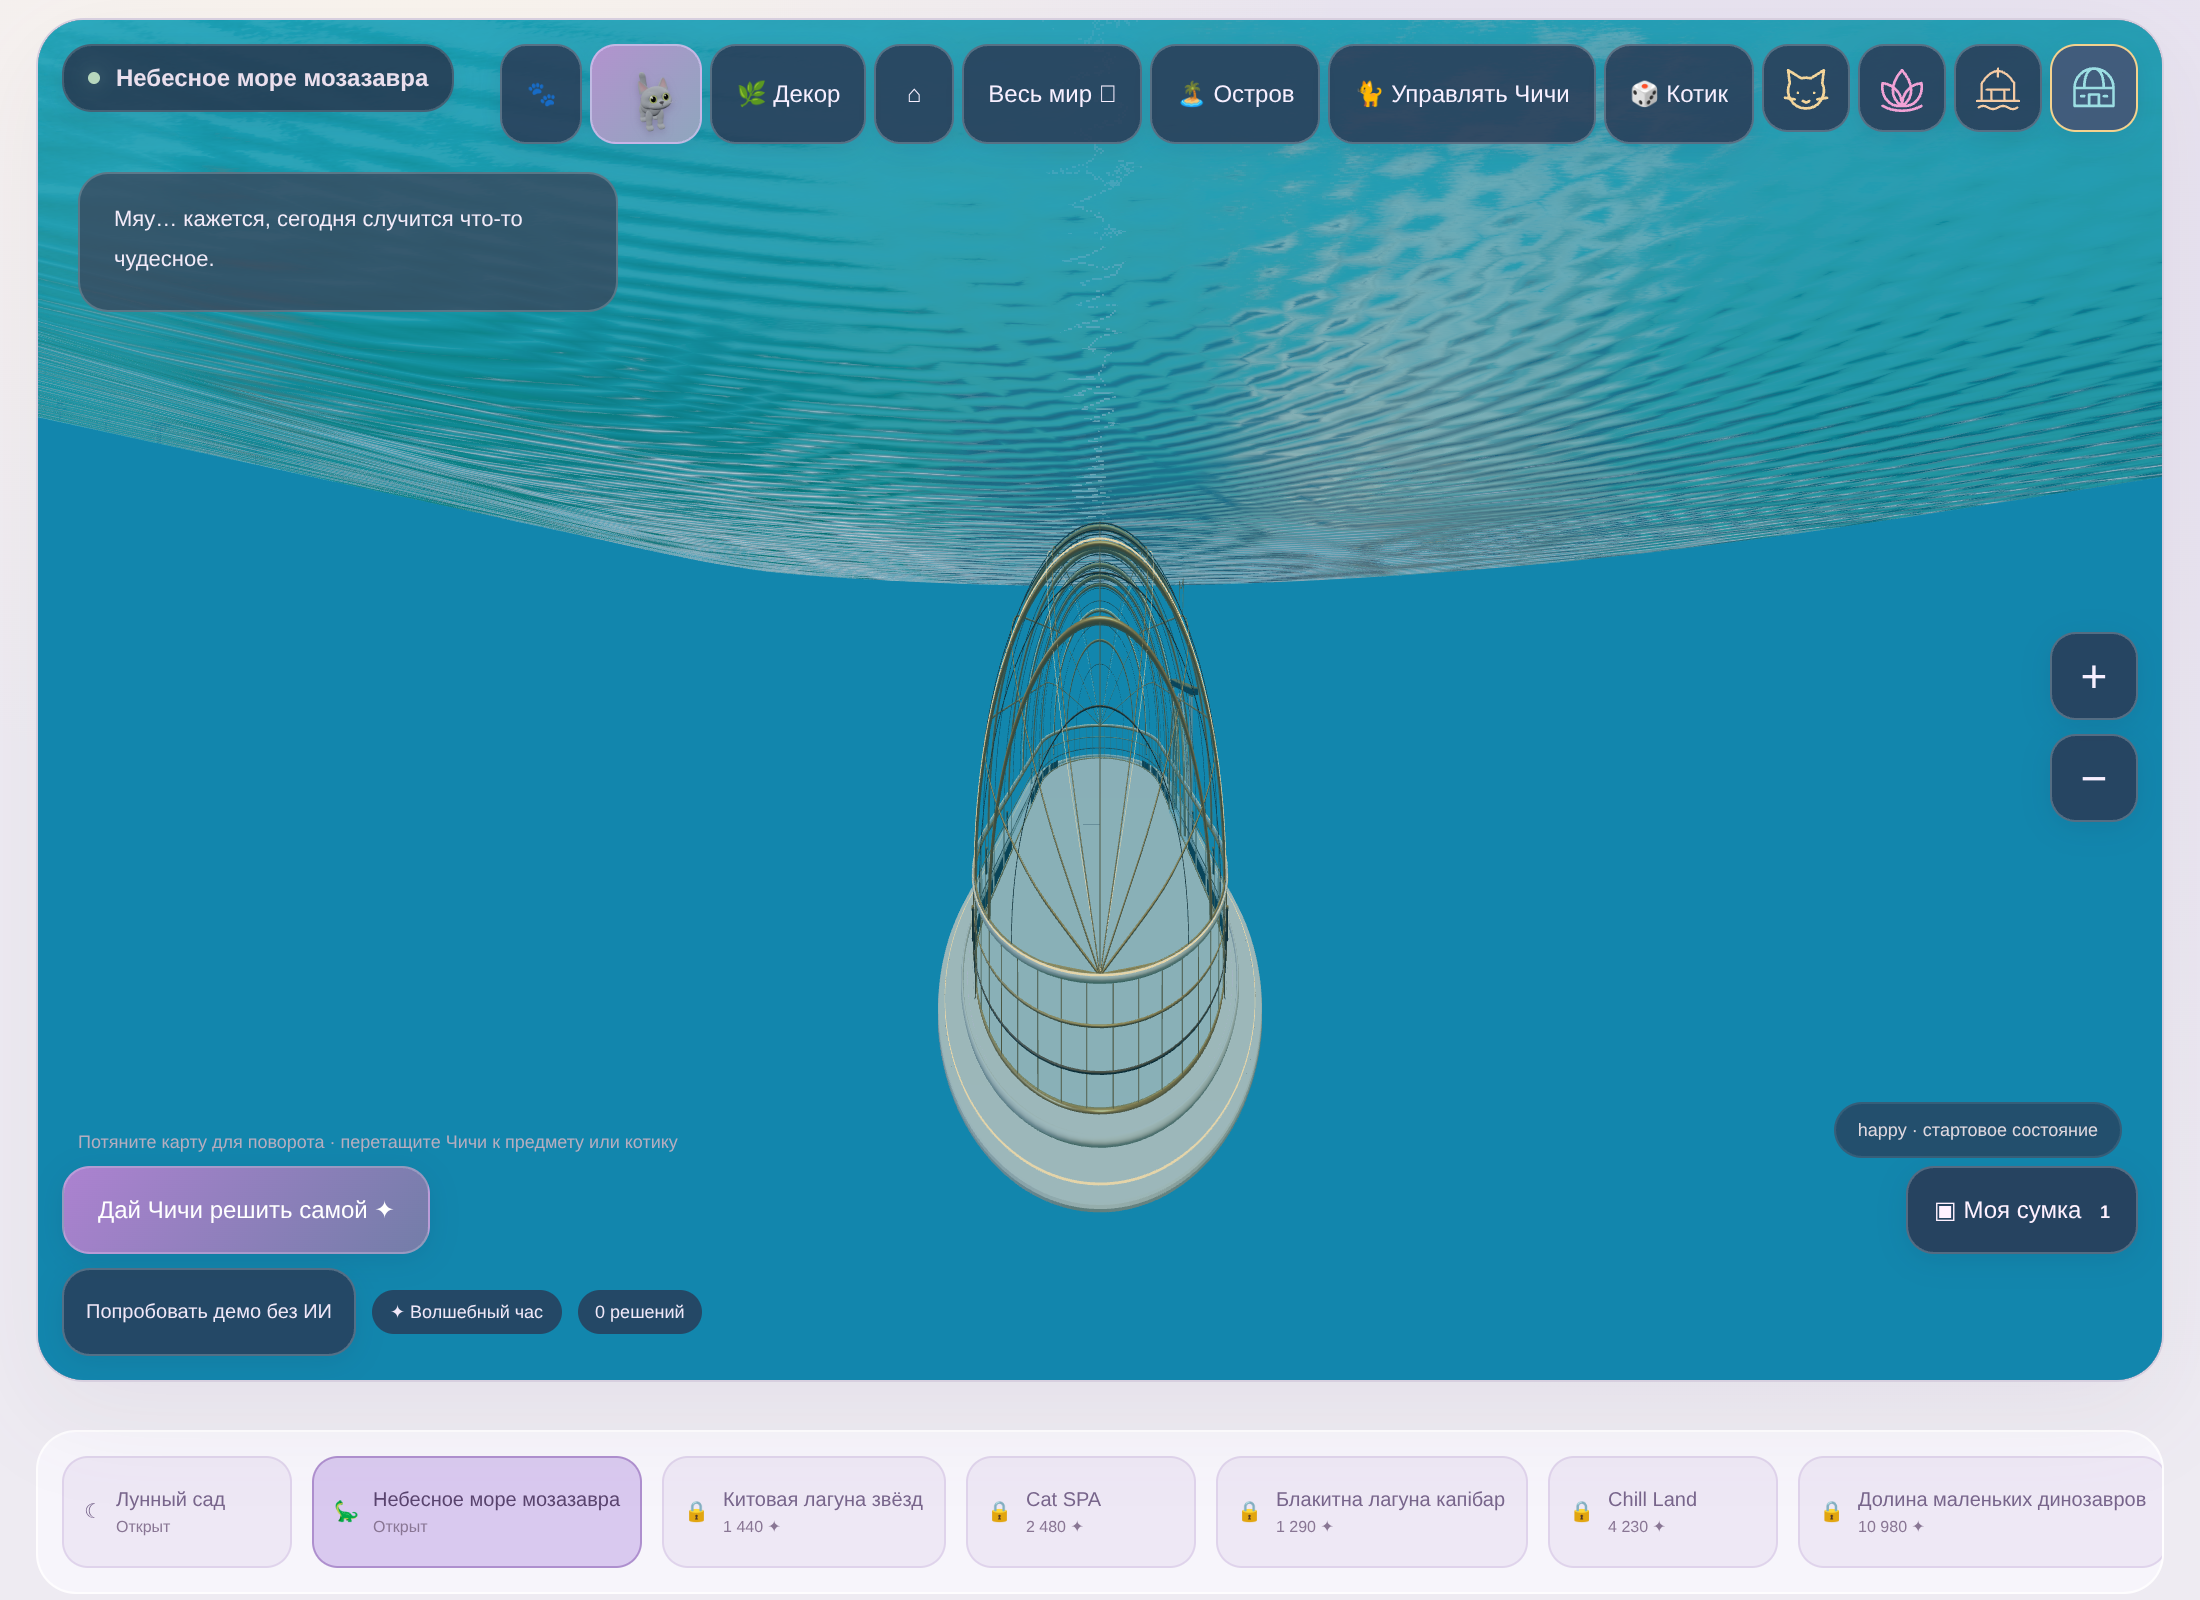 Небесное море мозазавра
Декор
Весь мир
Остров
Управлять Чичи
Котик
Мяу… кажется, сегодня случится что-то
чудесное.
+
−
Потяните карту для поворота · перетащите Чичи к предмету или котику
happy · стартовое состояние
Дай Чичи решить самой ✦
Моя сумка 1
Попробовать демо без ИИ
✦ Волшебный час
0 решений
Лунный сад
Открыт
Небесное море мозазавра
Открыт
Китовая лагуна звёзд
1 440 ✦
Cat SPA
2 480 ✦
Блакитна лагуна капібар
1 290 ✦
Chill Land
4 230 ✦
Долина маленьких динозавров
10 980 ✦